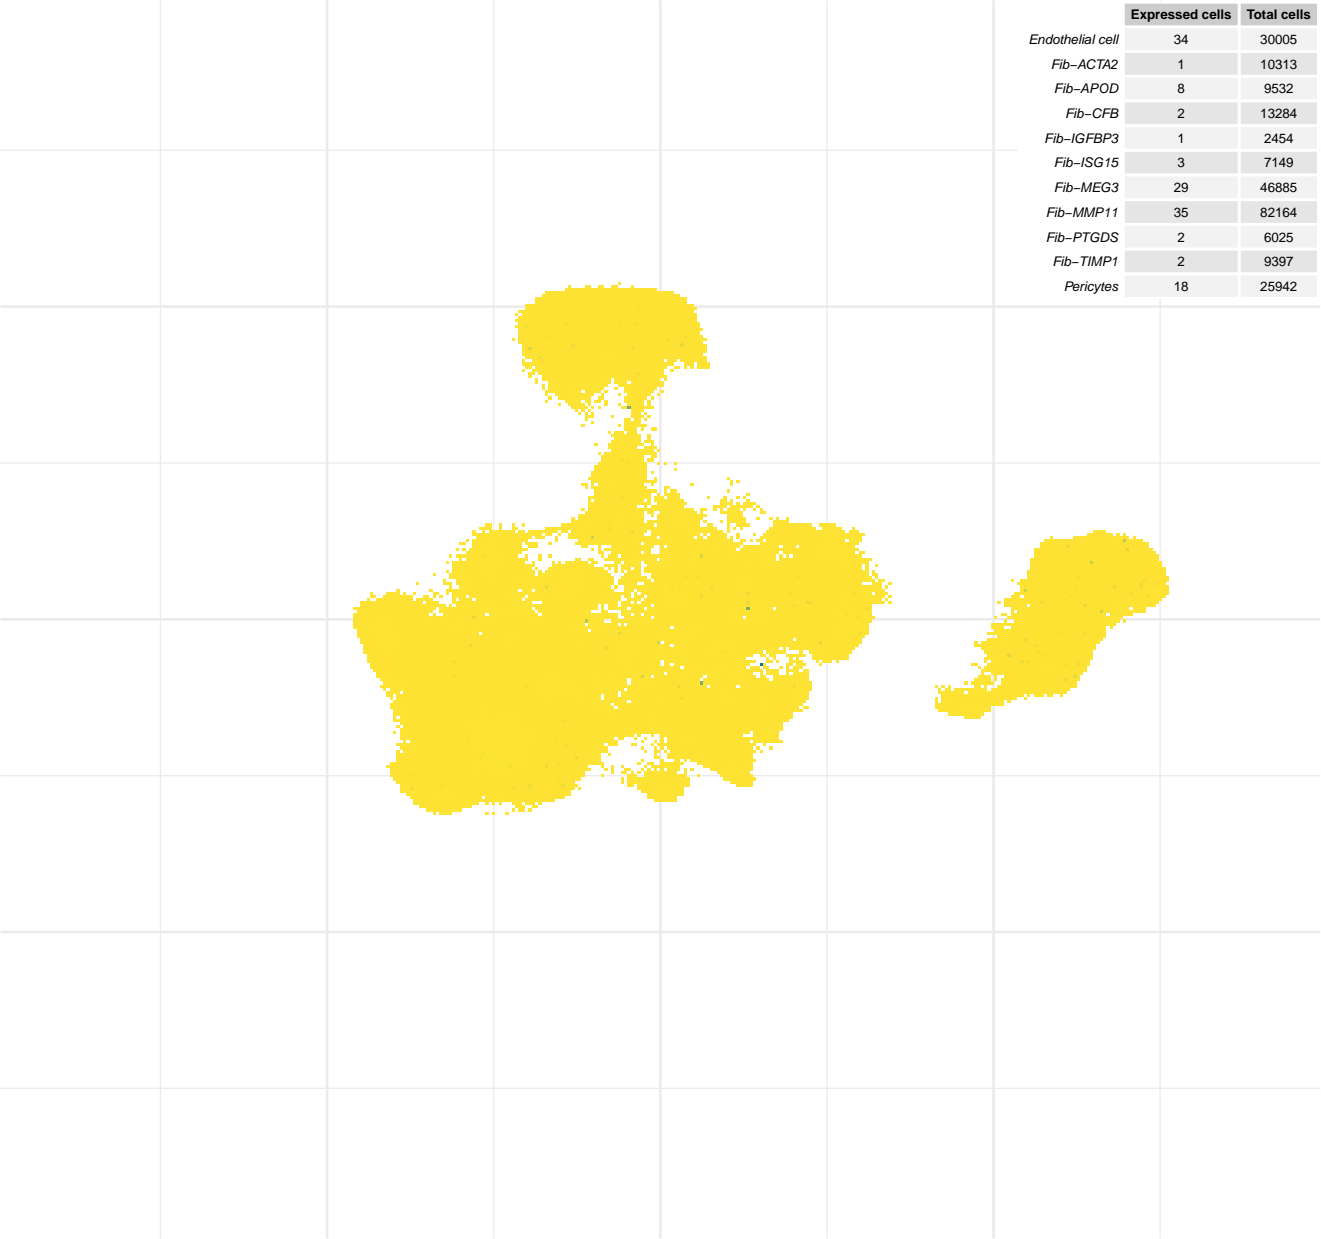 Expressed cells Total cells
Endothelial cell 34 30005
Fib−ACTA2 1 10313
Fib−APOD 8 9532
Fib−CFB 2 13284
Fib−IGFBP3 1 2454
Fib−ISG15 3 7149
Fib−MEG3 29 46885
Fib−MMP11 35 82164
Fib−PTGDS 2 6025
Fib−TIMP1 2 9397
Pericytes 18 25942